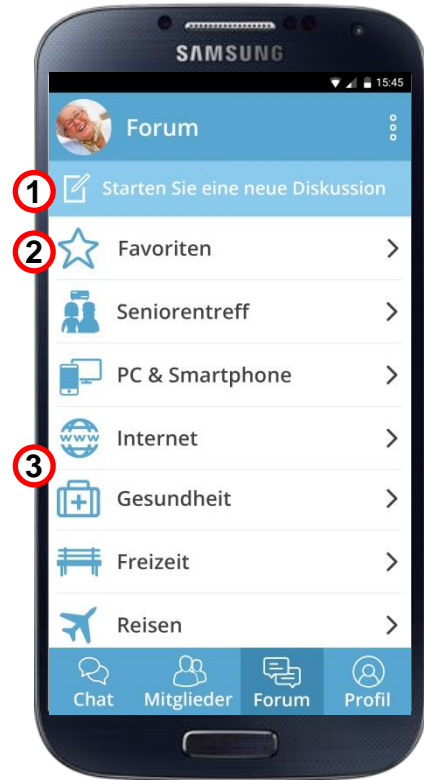 SAMSUNG
15:45
Forum
1 Starten Sie eine neue Diskussion
2 Favoriten
Seniorentreff
PC & Smartphone
www Internet
3
Gesundheit
Freizeit
Reisen
Chat Mitglieder Forum Profil